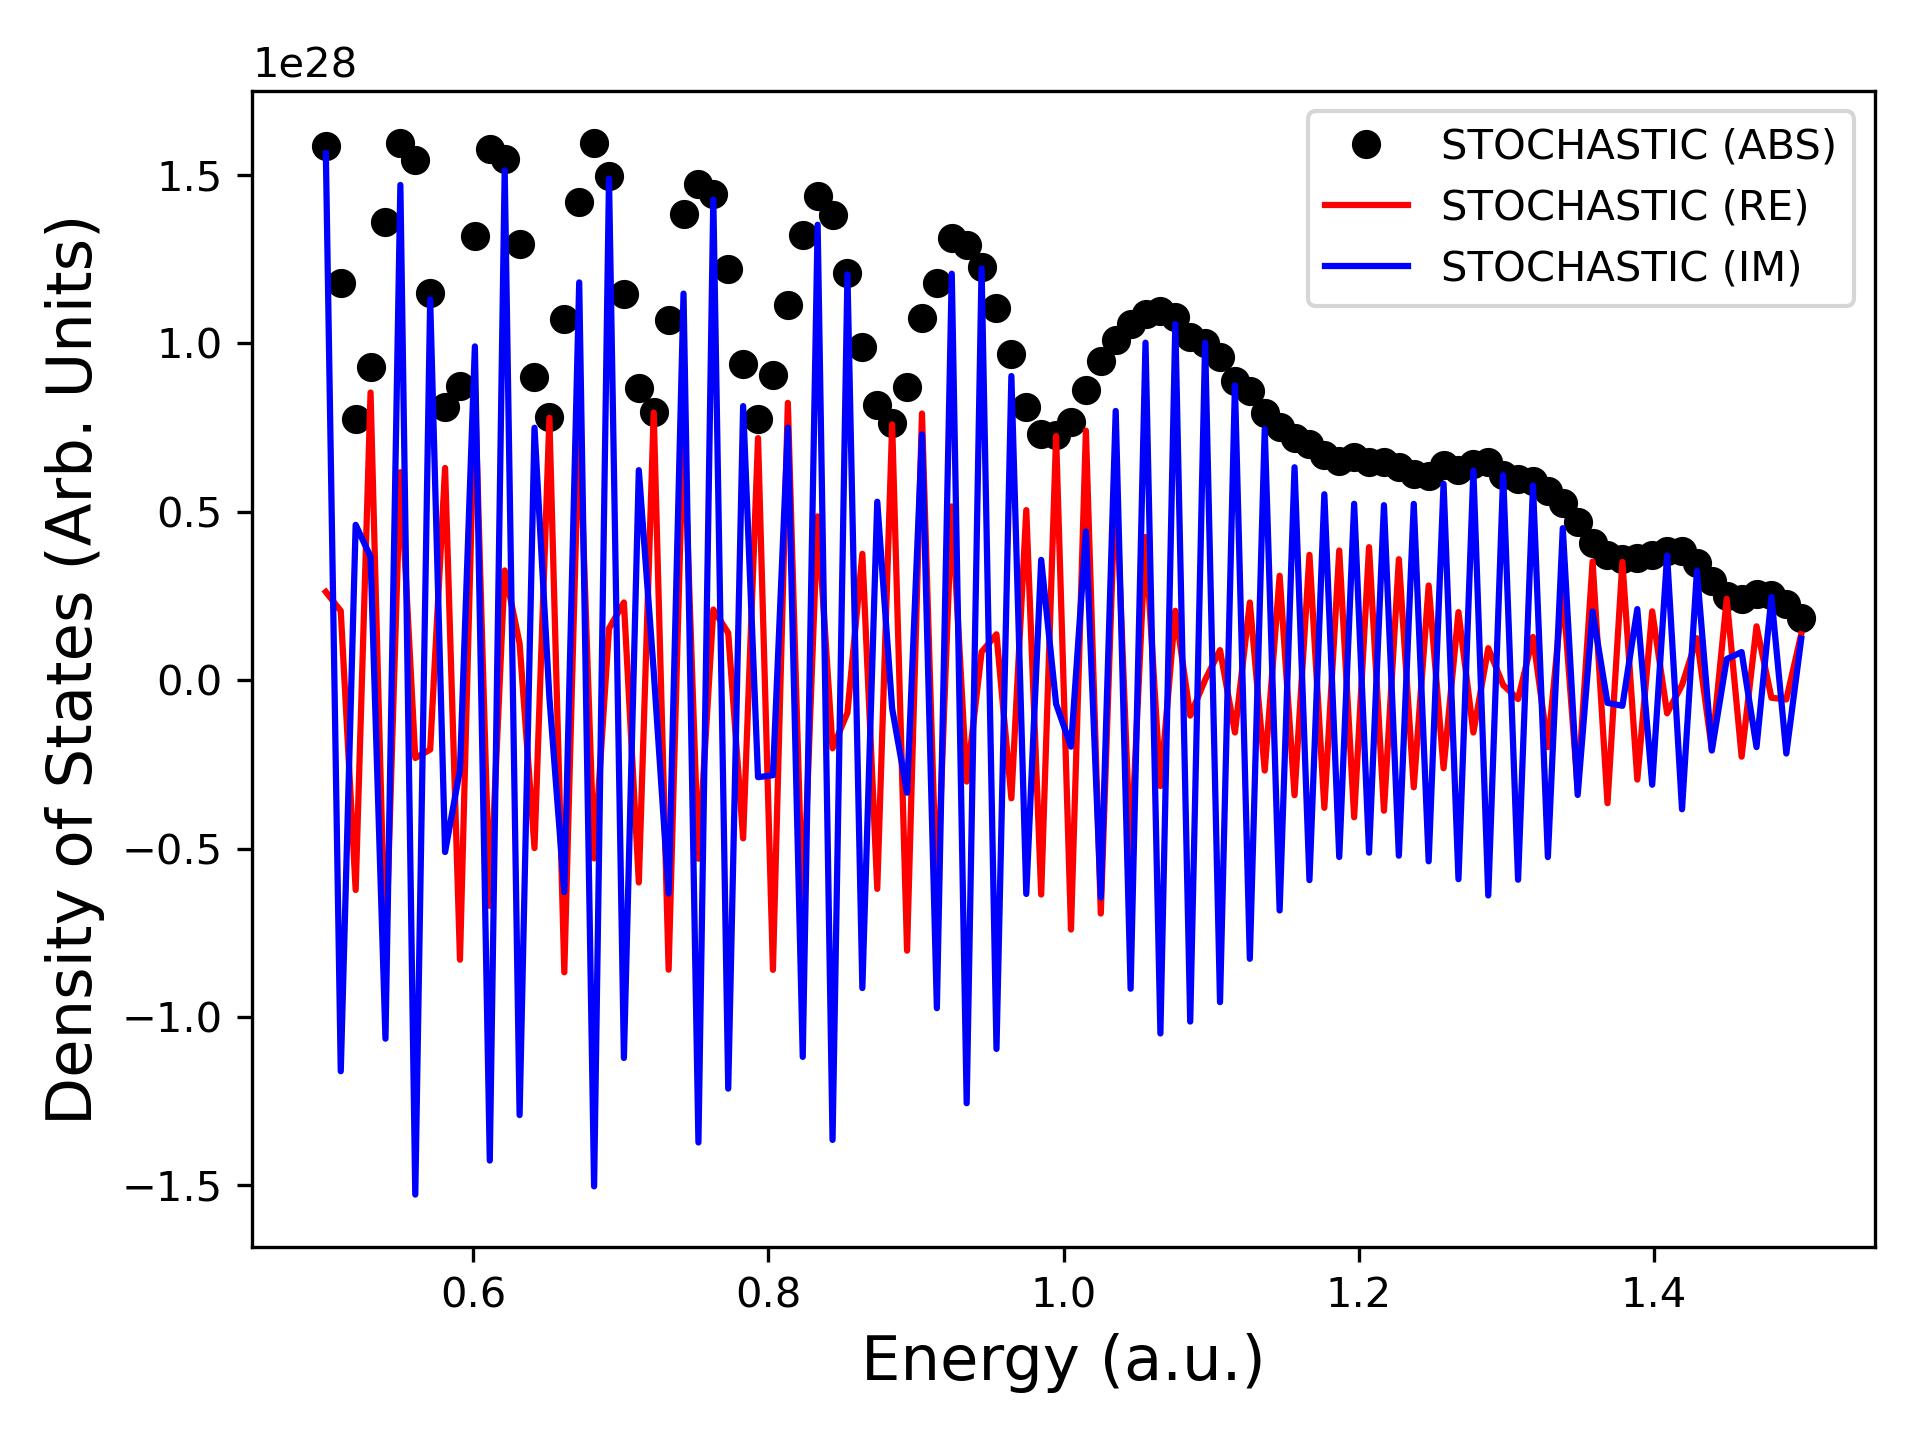 1e28
STOCHASTIC (ABS)
STOCHASTIC (RE)
STOCHASTIC (IM)
1.5
1.0
0.5
0.0
−0.5
−1.0
−1.5
Density of States (Arb. Units)
0.6 0.8 1.0 1.2 1.4
Energy (a.u.)